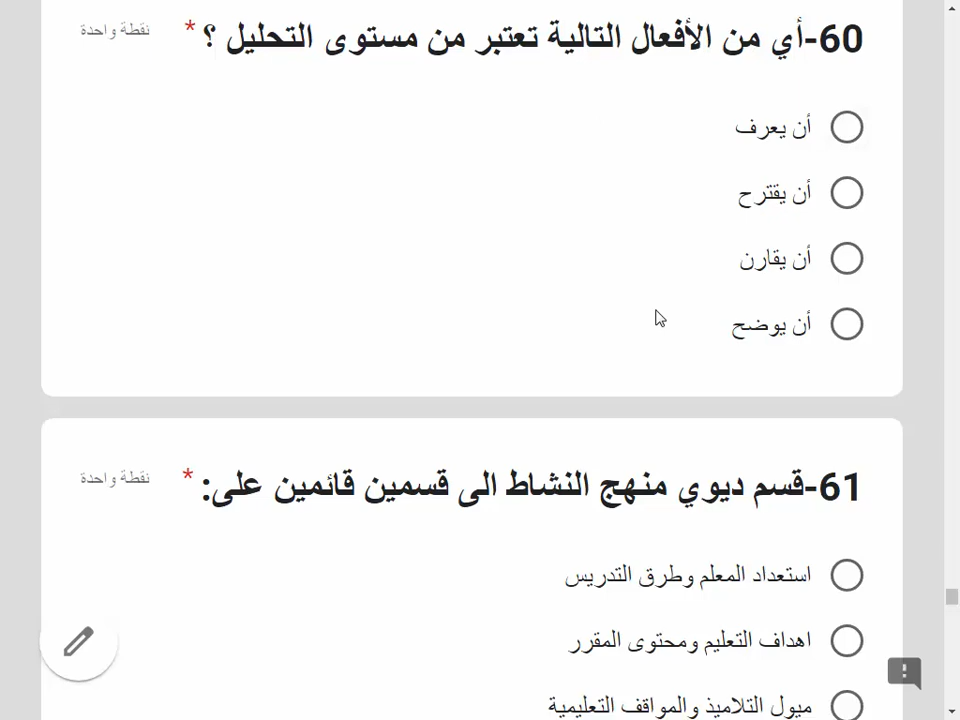 60-أي من الأفعال التالية تعتبر من مستوى التحليل ؟ *
نقطة واحدة
أن يعرف
أن يقترح
أن يقارن
أن يوضح
61-قسم ديوي منهج النشاط الى قسمين قائمين على: *
نقطة واحدة
استعداد المعلم وطرق التدريس
اهداف التعليم ومحتوى المقرر
ميول التلاميذ والمواقف التعليمية